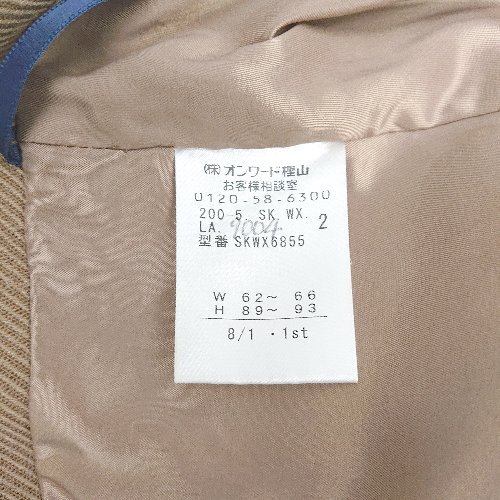 (株)オンワード樫山
お客様相談室
0120-58-6300
200-5. SK. WX. 2
LA. 9004
型番 SKWX6855
W 62〜 66
H 89〜 93
8/1 ・1st